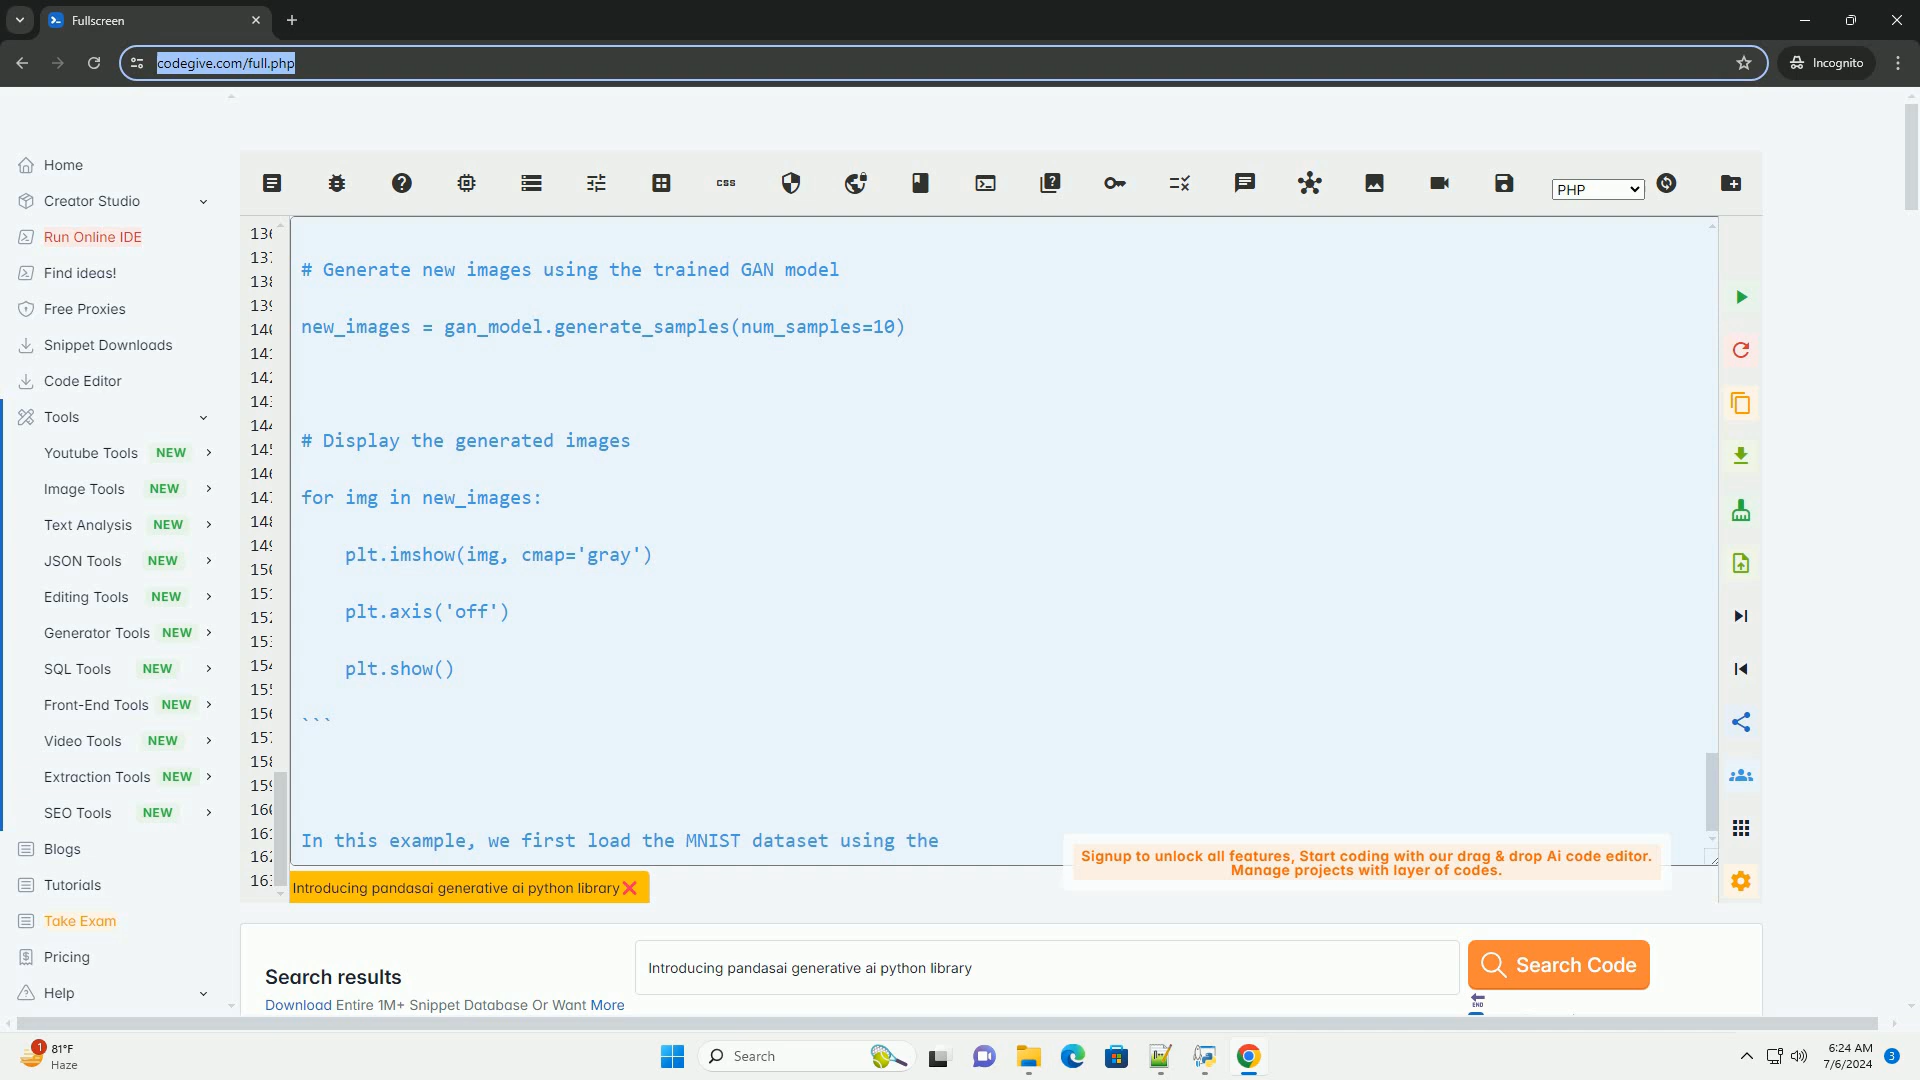 Fullscreen
codegive.com/full.php
Incognito
Home
Creator Studio
Run Online IDE
Find ideas!
Free Proxies
Snippet Downloads
Code Editor
Tools
Youtube Tools NEW
Image Tools NEW
Text Analysis NEW
JSON Tools NEW
Editing Tools NEW
Generator Tools NEW
SQL Tools NEW
Front-End Tools NEW
Video Tools NEW
Extraction Tools NEW
SEO Tools NEW
Blogs
Tutorials
Take Exam
Pricing
Help
CSS
PHP
# Generate new images using the trained GAN model
new_images = gan_model.generate_samples(num_samples=10)
# Display the generated images
for img in new_images:
plt.imshow(img, cmap='gray')
plt.axis('off')
plt.show()
```
In this example, we first load the MNIST dataset using the
Signup to unlock all features, Start coding with our drag & drop Ai code editor.
Manage projects with layer of codes.
Introducing pandasai generative ai python library
Search results
Introducing pandasai generative ai python library
Search Code
Download Entire 1M+ Snippet Database Or Want More
END
1
81°F
Haze
Search
6:24 AM
7/6/2024
3